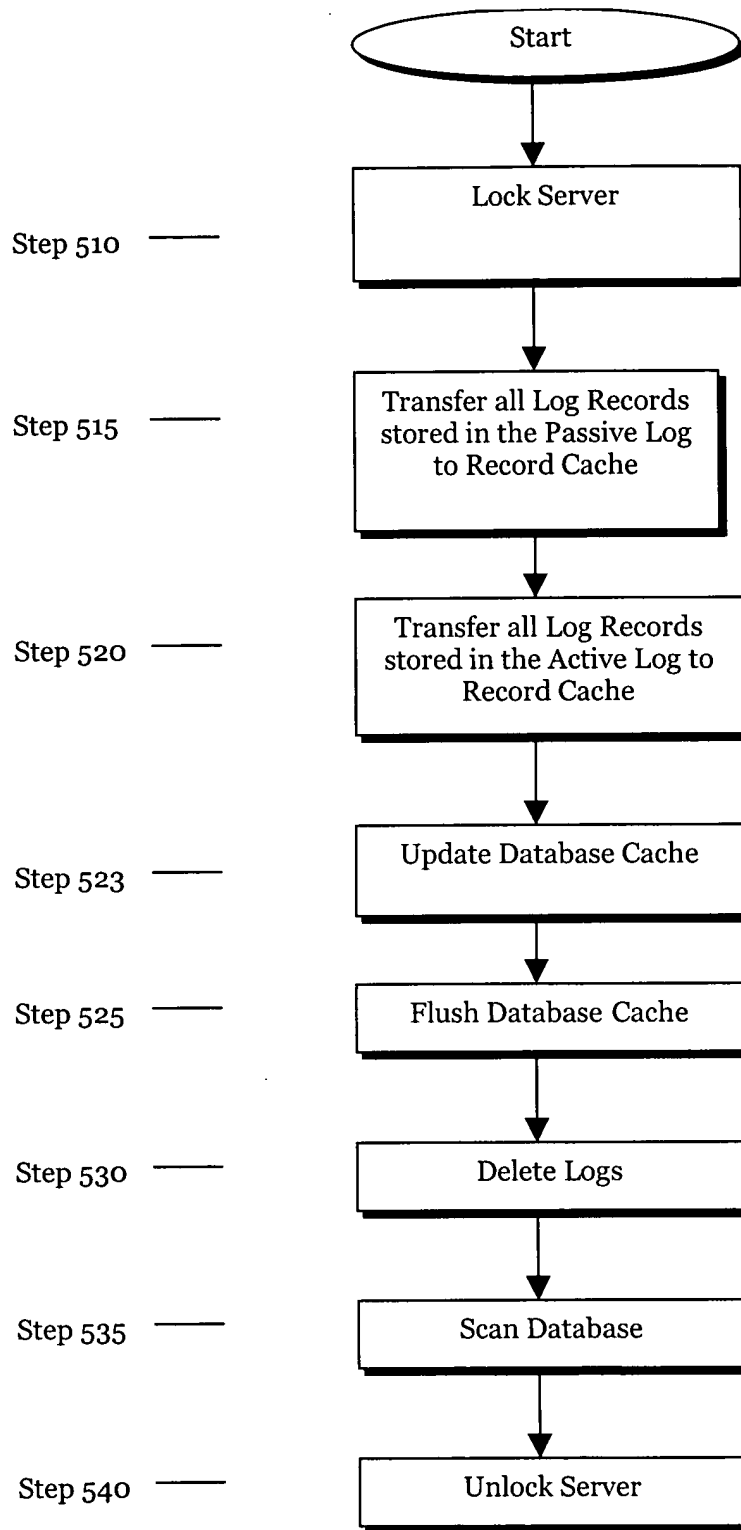 Start
Lock Server
Step 510
Transfer all Log Records
stored in the Passive Log
to Record Cache
Step 515
Transfer all Log Records
stored in the Active Log to
Record Cache
Step 520
Update Database Cache
Step 523
Flush Database Cache
Step 525
Delete Logs
Step 530
Scan Database
Step 535
Unlock Server
Step 540